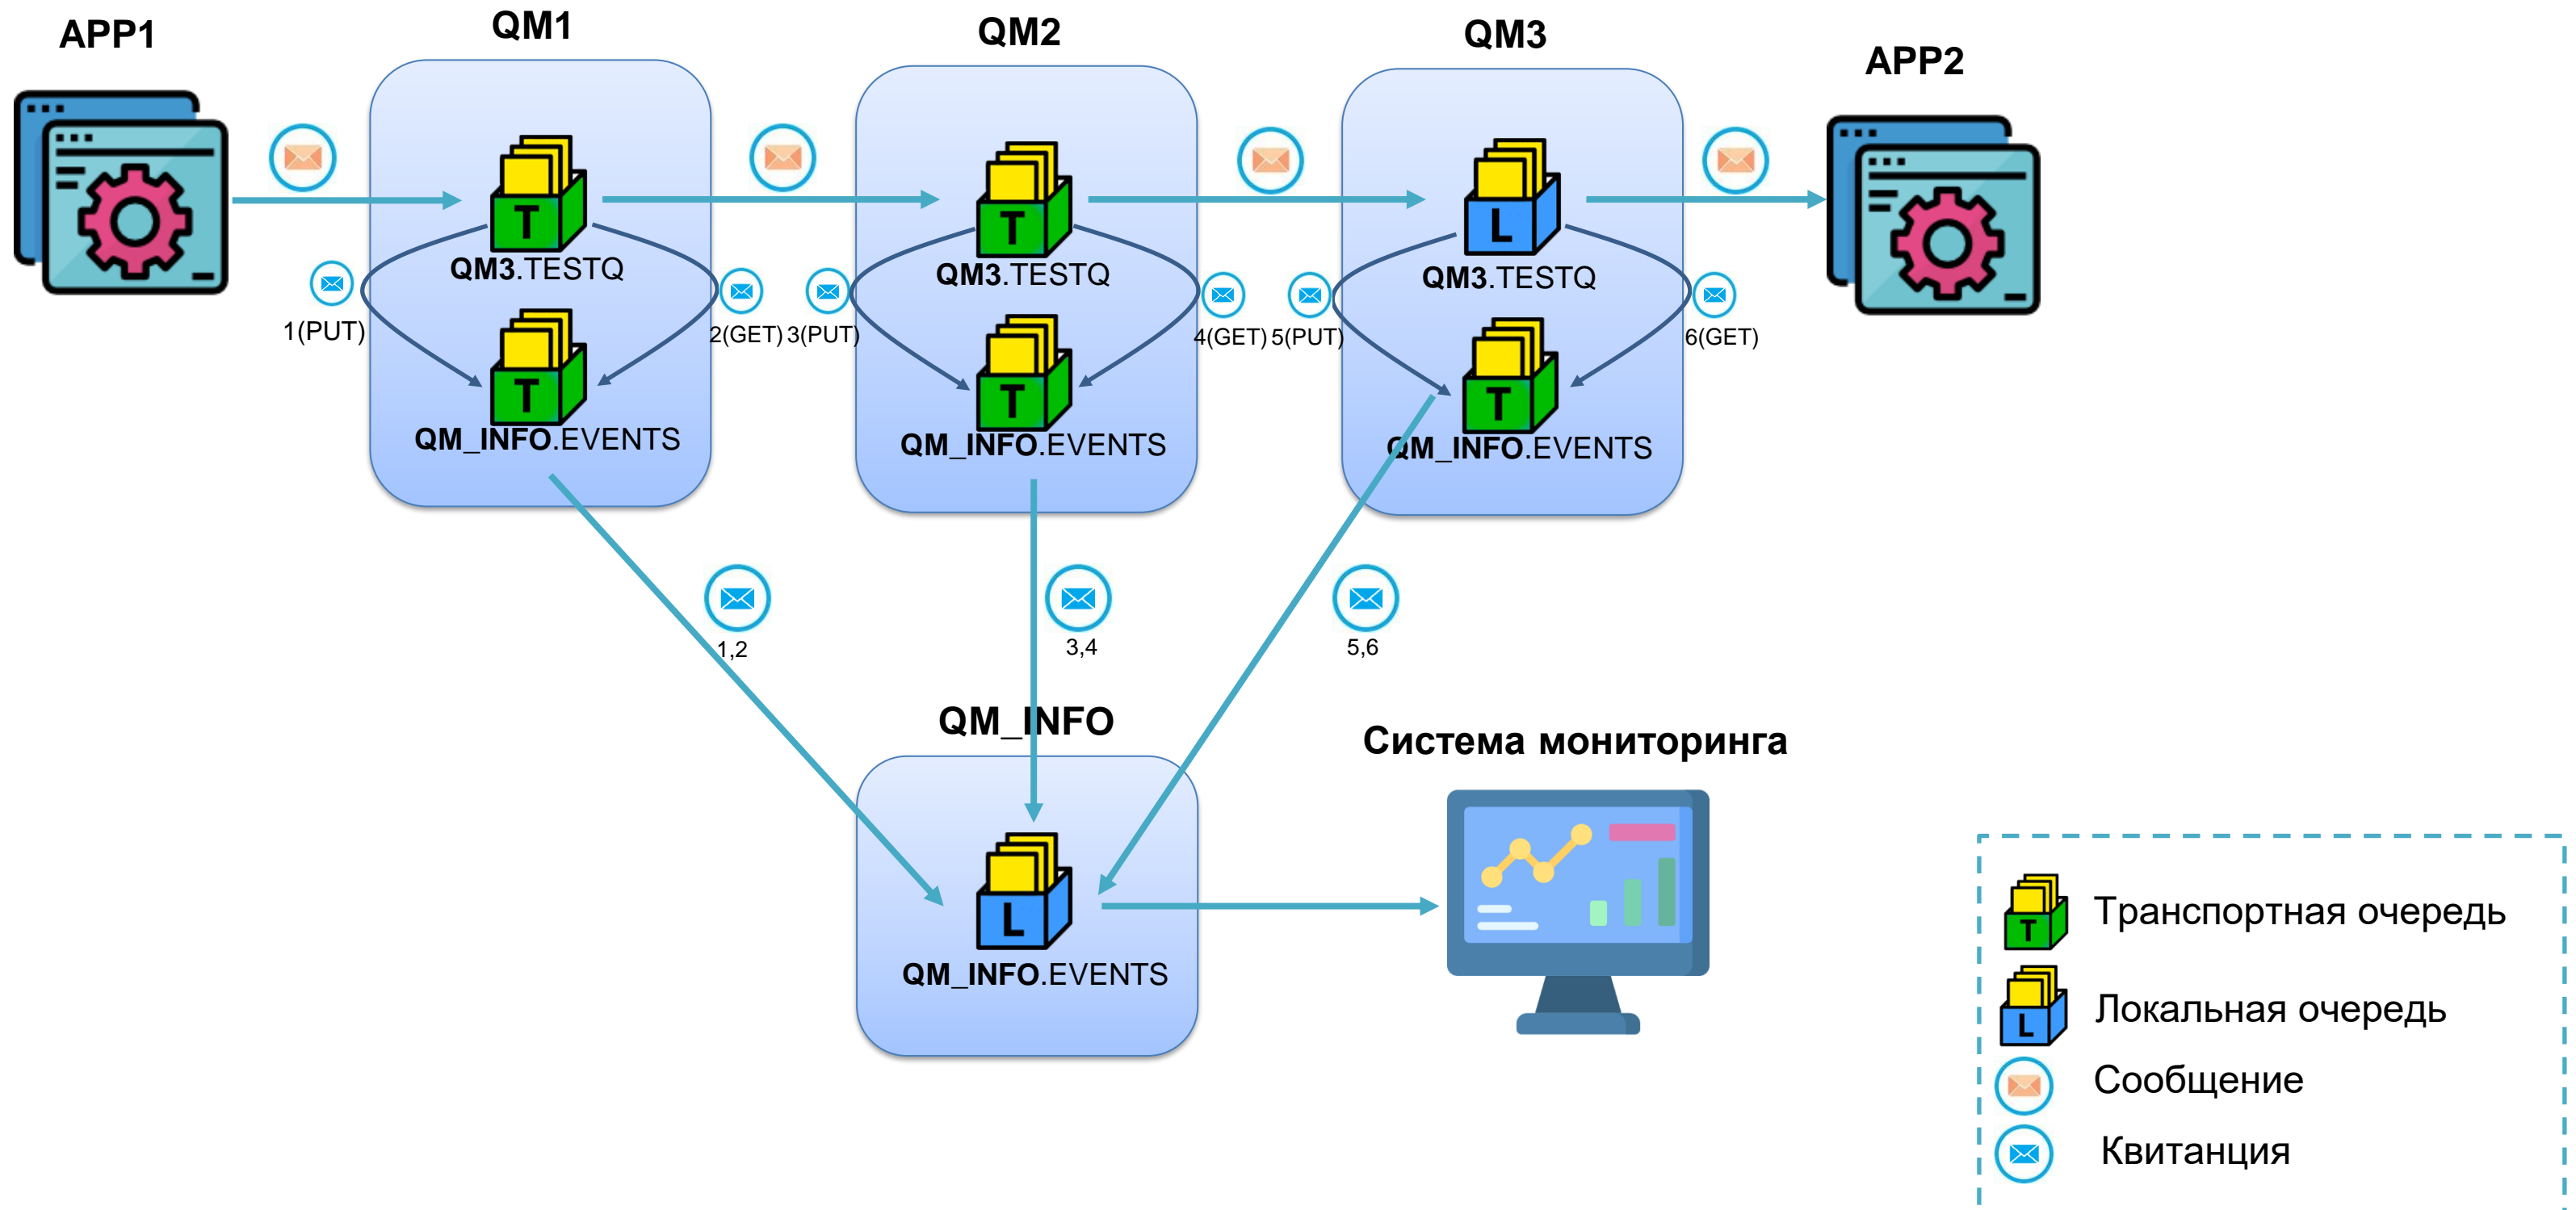 APP1
QM1
QM2
QM3
APP2
T
T
L
QM3.TESTQ
QM3.TESTQ
QM3.TESTQ
1(PUT)
2(GET)
3(PUT)
4(GET)
5(PUT)
6(GET)
T
T
T
QM_INFO.EVENTS
QM_INFO.EVENTS
QM_INFO.EVENTS
1,2
3,4
5,6
QM_INFO
Система мониторинга
L
QM_INFO.EVENTS
T
Транспортная очередь
L
Локальная очередь
Сообщение
Квитанция